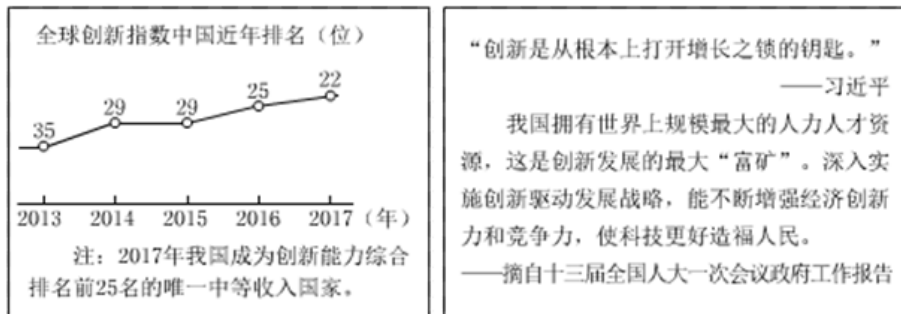 全球创新指数中国近年排名（位）
35 29 29 25 22
2013 2014 2015 2016 2017（年）
注：2017年我国成为创新能力综合
排名前25名的唯一中等收入国家。
“创新是从根本上打开增长之锁的钥匙。”
——习近平
我国拥有世界上规模最大的人力人才资
源，这是创新发展的最大“富矿”。深入实
施创新驱动发展战略，能不断增强经济创新
力和竞争力，使科技更好造福人民。
——摘自十三届全国人大一次会议政府工作报告